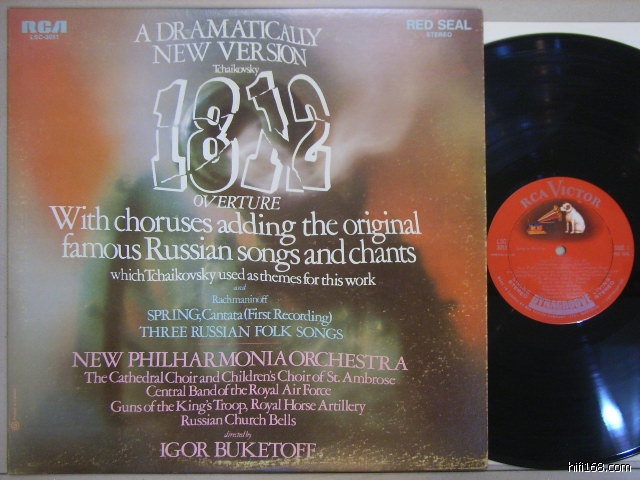 RCA
RED SEAL
STEREO
A DRAMATICALLY
NEW VERSION
Tchaikovsky
1812
OVERTURE
With choruses adding the original
famous Russian songs and chants
which Tchaikovsky used as themes for this work
and
Rachmaninoff
SPRING, Cantata (First Recording)
THREE RUSSIAN FOLK SONGS
NEW PHILHARMONIA ORCHESTRA
The Cathedral Choir and Children's Choir of St. Ambrose
Central Band of the Royal Air Force
Guns of the King's Troop, Royal Horse Artillery
Russian Church Bells
directed by
IGOR BUKETOFF
RCA VICTOR
hifi168.com